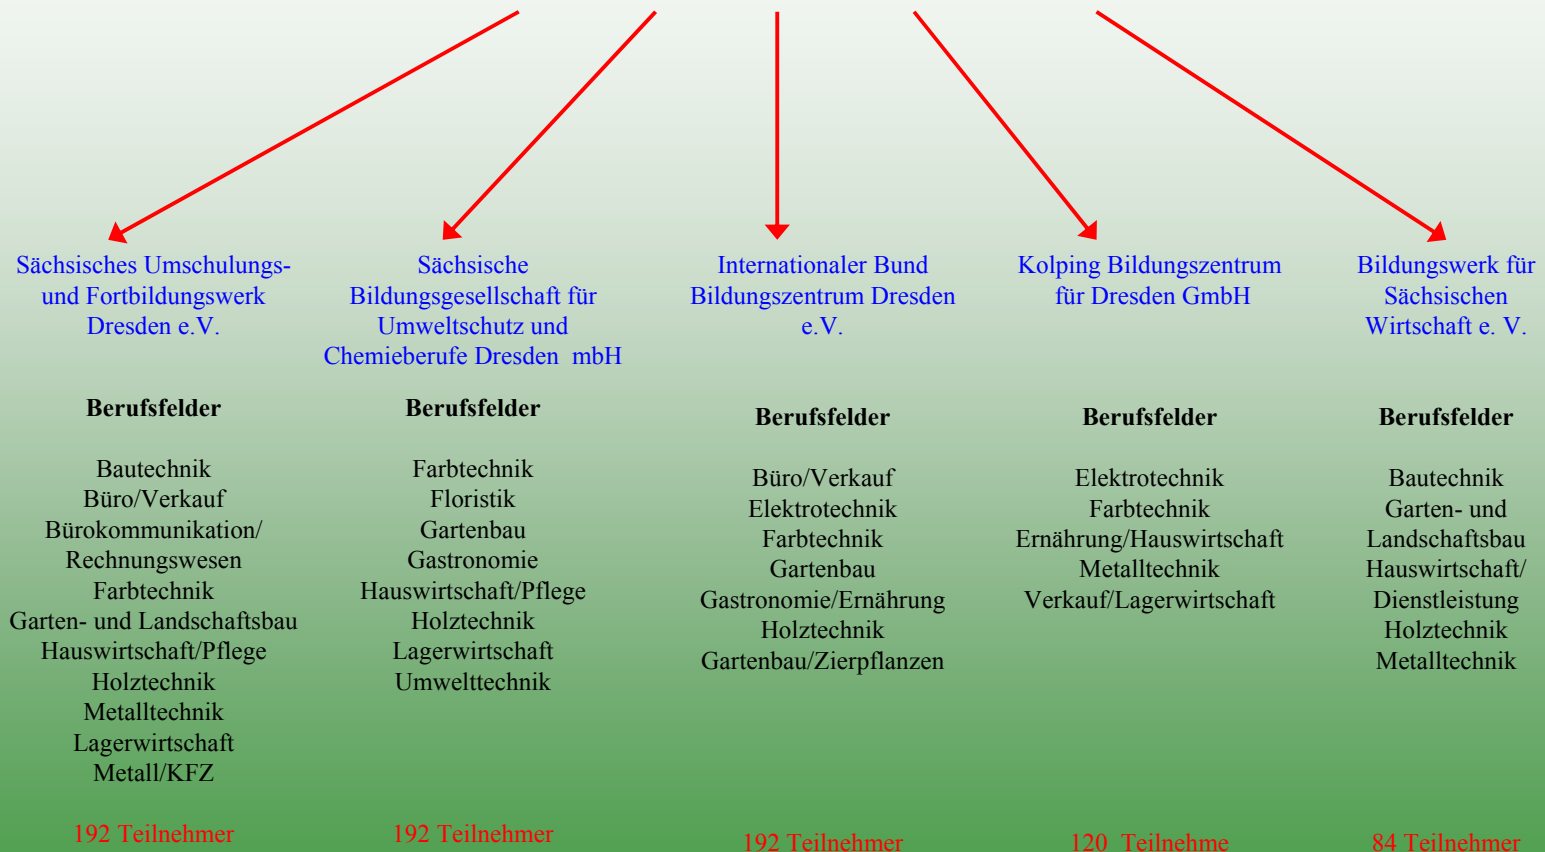 Sächsisches Umschulungs-
und Fortbildungswerk
Dresden e.V.
Berufsfelder
Bautechnik
Büro/Verkauf
Bürokommunikation/
Rechnungswesen
Farbtechnik
Garten- und Landschaftsbau
Hauswirtschaft/Pflege
Holztechnik
Metalltechnik
Lagerwirtschaft
Metall/KFZ
192 Teilnehmer
Sächsische
Bildungsgesellschaft für
Umweltschutz und
Chemieberufe Dresden mbH
Berufsfelder
Farbtechnik
Floristik
Gartenbau
Gastronomie
Hauswirtschaft/Pflege
Holztechnik
Lagerwirtschaft
Umwelttechnik
192 Teilnehmer
Internationaler Bund
Bildungszentrum Dresden
e.V.
Berufsfelder
Büro/Verkauf
Elektrotechnik
Farbtechnik
Gartenbau
Gastronomie/Ernährung
Holztechnik
Gartenbau/Zierpflanzen
192 Teilnehmer
Kolping Bildungszentrum
für Dresden GmbH
Berufsfelder
Elektrotechnik
Farbtechnik
Ernährung/Hauswirtschaft
Metalltechnik
Verkauf/Lagerwirtschaft
120 Teilnehme
Bildungswerk für
Sächsischen
Wirtschaft e. V.
Berufsfelder
Bautechnik
Garten- und
Landschaftsbau
Hauswirtschaft/
Dienstleistung
Holztechnik
Metalltechnik
84 Teilnehmer